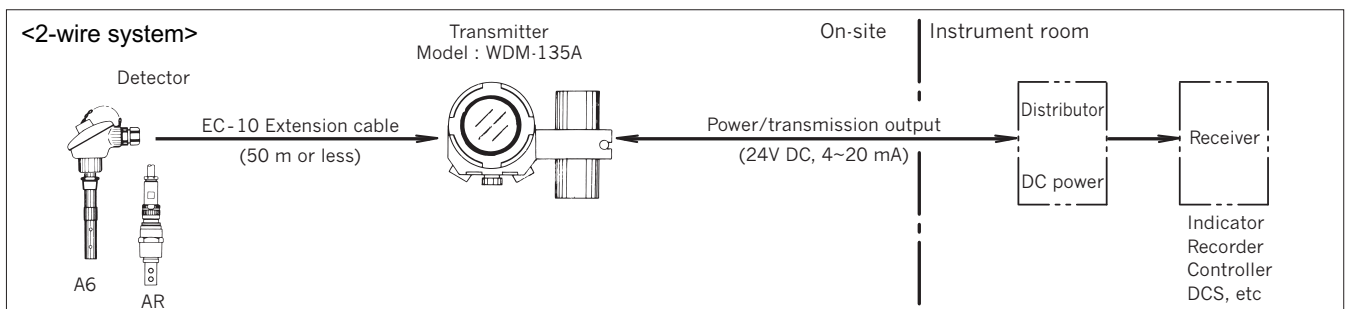 <2-wire system>
Transmitter
Model : WDM-135A
On-site
Instrument room
Detector
EC-10 Extension cable
(50 m or less)
Power/transmission output
(24V DC, 4~20 mA)
Distributor
DC power
Receiver
Indicator
Recorder
Controller
DCS, etc
A6
AR